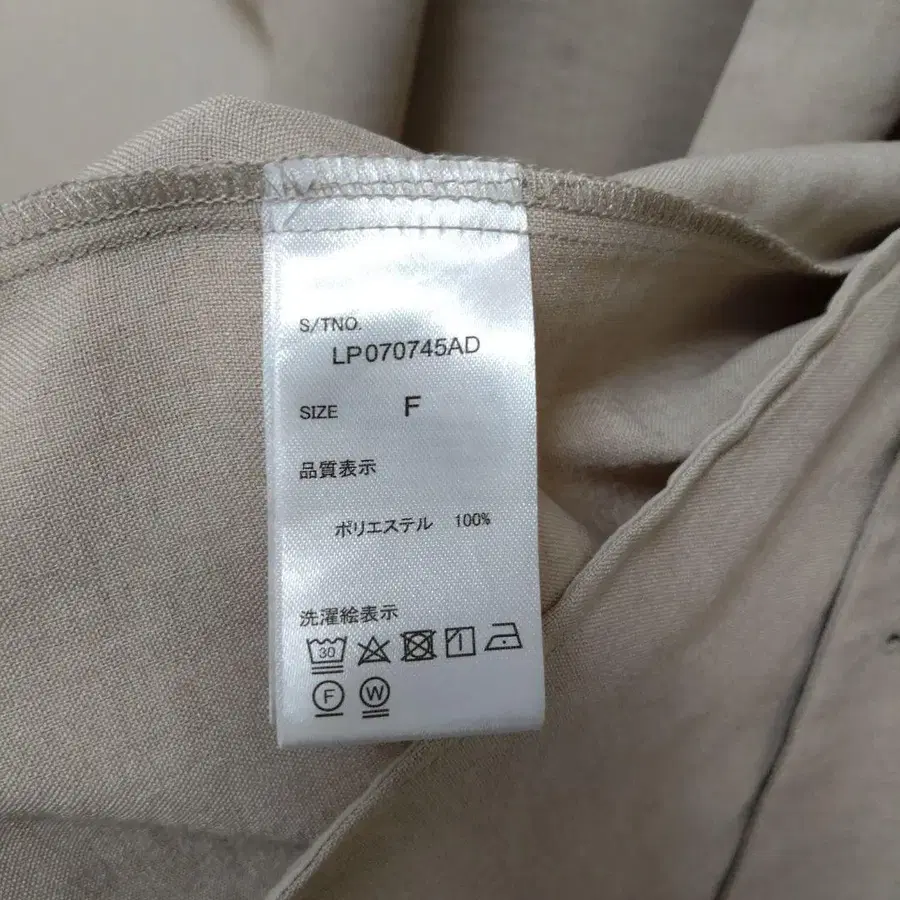 S/TNO.
LP070745AD
SIZE F
品質表示
ポリエステル 100%
洗濯絵表示
30
F W